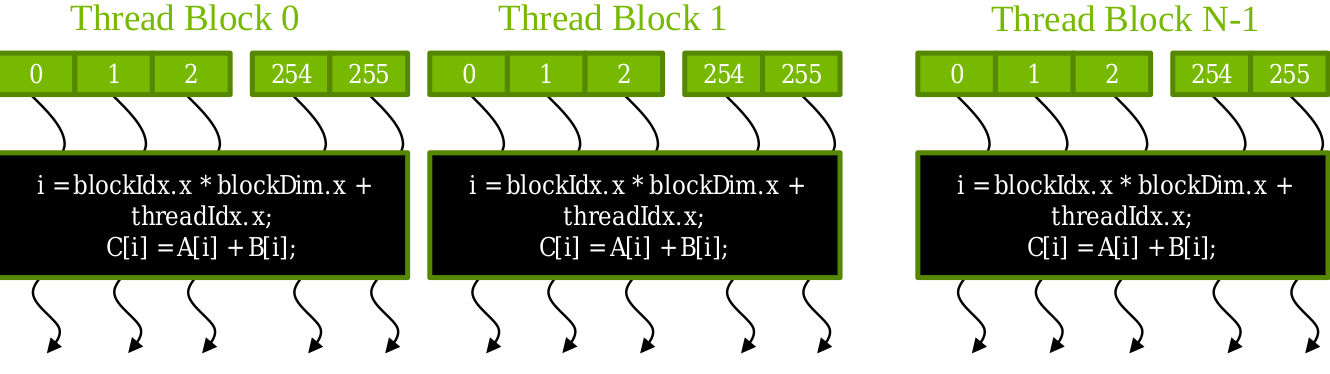 Thread Block 0
0 1 2 254 255
i = blockIdx.x * blockDim.x +
threadIdx.x;
C[i] = A[i] + B[i];
Thread Block 1
0 1 2 254 255
i = blockIdx.x * blockDim.x +
threadIdx.x;
C[i] = A[i] + B[i];
Thread Block N-1
0 1 2 254 255
i = blockIdx.x * blockDim.x +
threadIdx.x;
C[i] = A[i] + B[i];